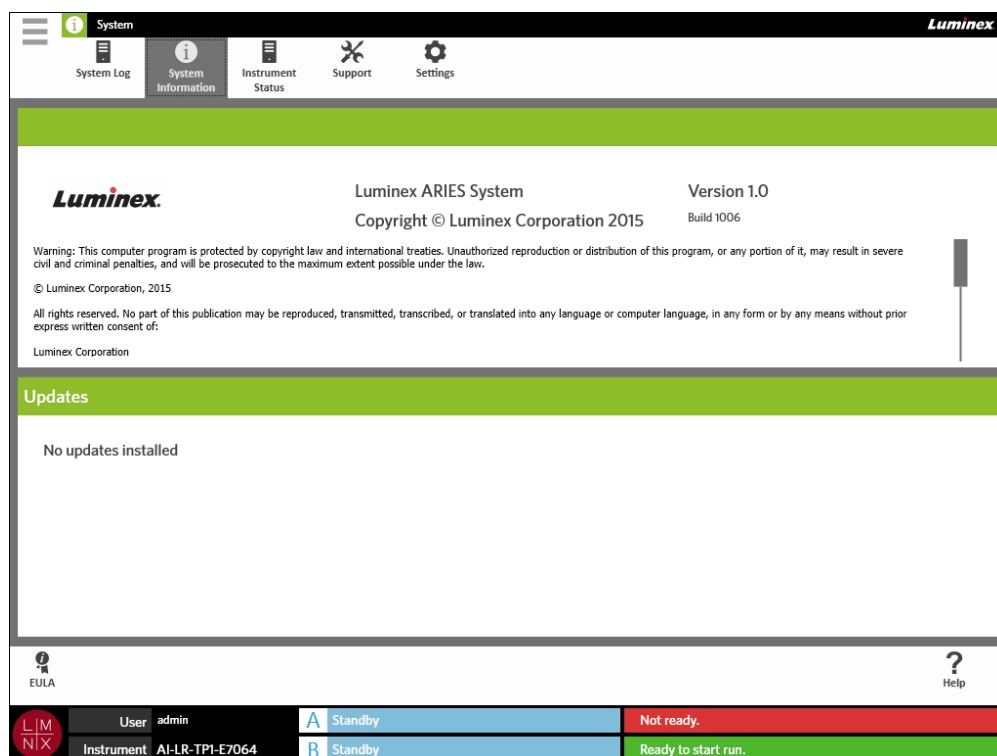 System
Luminex
System Log
System
Information
Instrument
Status
Support
Settings
Luminex.
Luminex ARIES System
Version 1.0
Copyright © Luminex Corporation 2015
Build 1006
Warning: This computer program is protected by copyright law and international treaties. Unauthorized reproduction or distribution of this program, or any portion of it, may result in severe
civil and criminal penalties, and will be prosecuted to the maximum extent possible under the law.
© Luminex Corporation, 2015
All rights reserved. No part of this publication may be reproduced, transmitted, transcribed, or translated into any language or computer language, in any form or by any means without prior
express written consent of:
Luminex Corporation
Updates
No updates installed
EULA
?
Help
LM
NX
User admin
A Standby
Not ready.
Instrument AI-LR-TP1-E7064
B Standby
Ready to start run.